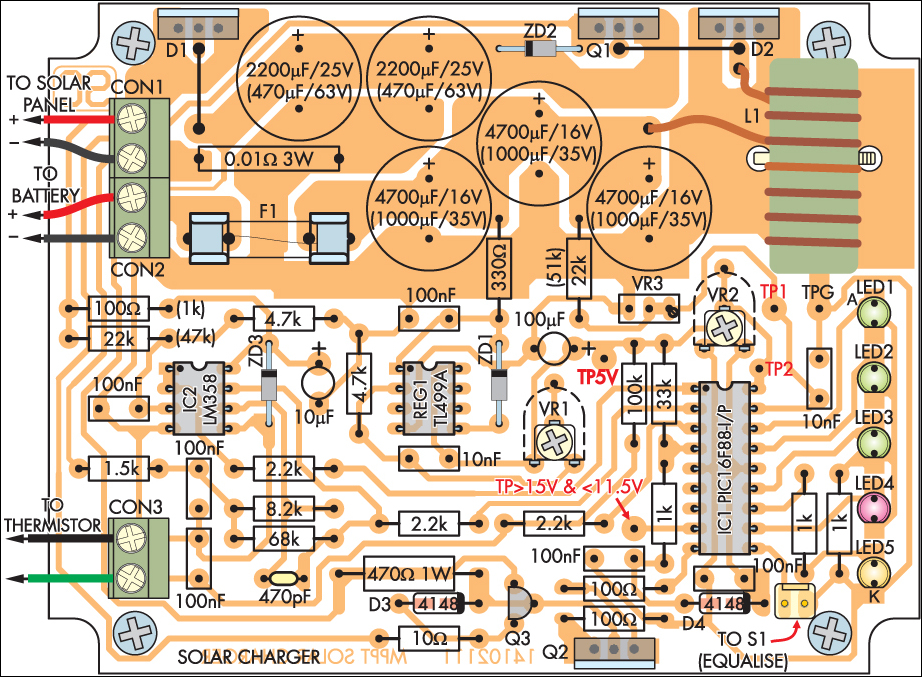 D1
2200µF/25V
(470µF/63V)
2200µF/25V
(470µF/63V)
ZD2
Q1
D2
TO SOLAR
PANEL
+
−
CON1
L1
4700µF/16V
(1000µF/35V)
0.01Ω 3W
TO
BATTERY
+
−
4700µF/16V
(1000µF/35V)
4700µF/16V
(1000µF/35V)
F1
CON2
330Ω
(51k)
22k
VR3
VR2
TP1
TPG
LED1
A
100Ω
(1k)
22k
(47k)
4.7k
100nF
100µF
+
TP5V
TP2
LED2
ZD3
+
10µF
4.7k
ZD1
REG1
TL499A
IC2
LM358
100nF
VR1
100k
33k
10nF
LED3
IC1 PIC16F88-I/P
100nF
10nF
1.5k
2.2k
TP>15V & <11.5V
LED4
TO
THERMISTOR
CON3
8.2k
68k
2.2k
2.2k
1k
1k
1k
LED5
K
100nF
470pF
470Ω 1W
100nF
100Ω
100nF
D3
4148
10Ω
Q3
100Ω
4148
D4
Q2
TO S1
(EQUALISE)
SOLAR CHARGER
MPPT SOL
14102111